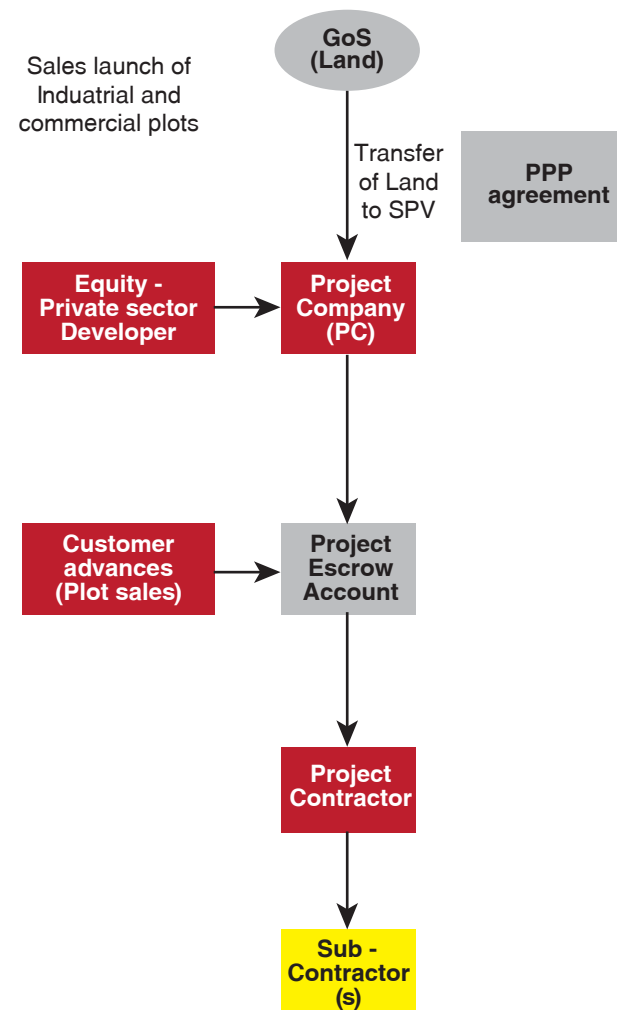 GoS
(Land)
Sales launch of
Induatrial and
commercial plots
Transfer
of Land
to SPV
PPP
agreement
Equity -
Private sector
Developer
Project
Company
(PC)
Customer
advances
(Plot sales)
Project
Escrow
Account
Project
Contractor
Sub -
Contractor
(s)